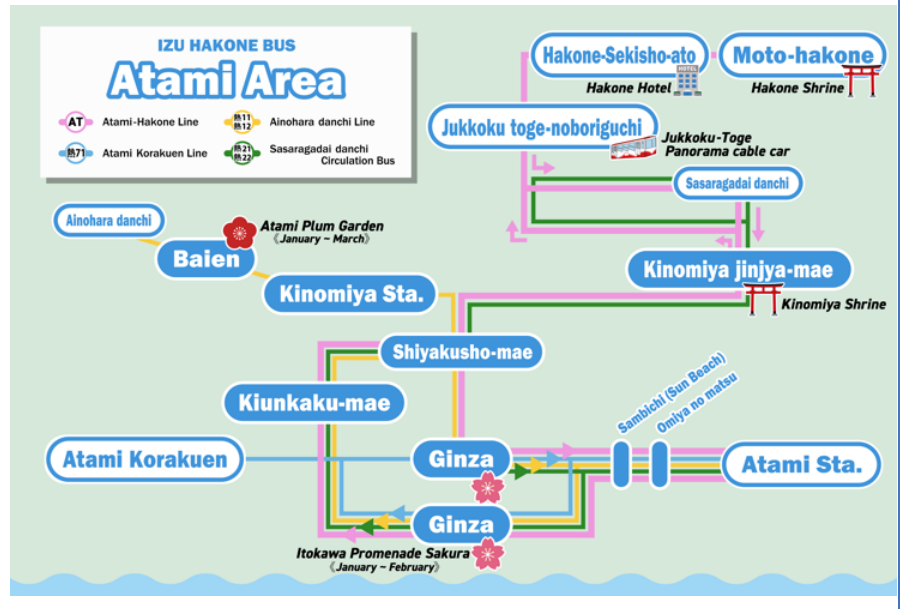 IZU HAKONE BUS
Atami Area
AT Atami-Hakone Line
熱11
熱12
Ainohara danchi Line
熱71 Atami Korakuen Line
熱21
熱22
Sasaragadai danchi
Circulation Bus
Hakone-Sekisho-ato
Moto-hakone
HOTEL
Hakone Hotel
Hakone Shrine
Jukkoku toge-noboriguchi
Jukkoku-Toge
Panorama cable car
Sasaragadai danchi
Ainohara danchi
Atami Plum Garden
《January ~ March》
Baien
Kinomiya jinjya-mae
Kinomiya Sta.
Kinomiya Shrine
Shiyakusho-mae
Sambichi (Sun Beach)
Omiya no matsu
Kiunkaku-mae
Atami Korakuen
Ginza
Atami Sta.
Ginza
Itokawa Promenade Sakura
《January ~ February》